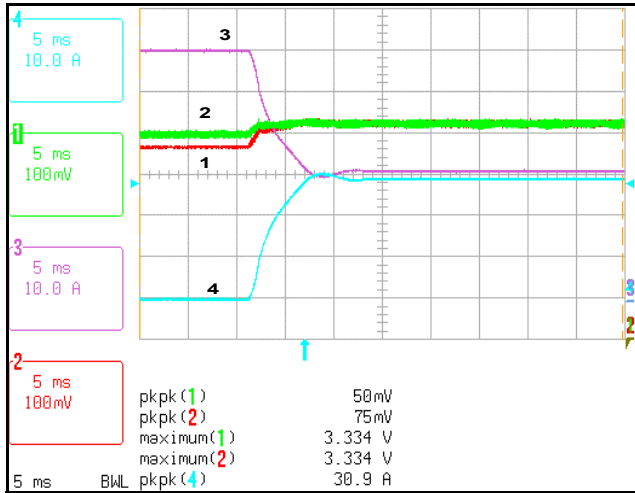 4
5 ms
10.0 A
1
5 ms
100mV
3
5 ms
10.0 A
2
5 ms
100mV
5 ms BWL
3
2
1
4
3
2
pkpk(1) 50mV
pkpk(2) 75mV
maximum(1) 3.334 V
maximum(2) 3.334 V
pkpk(4) 30.9 A